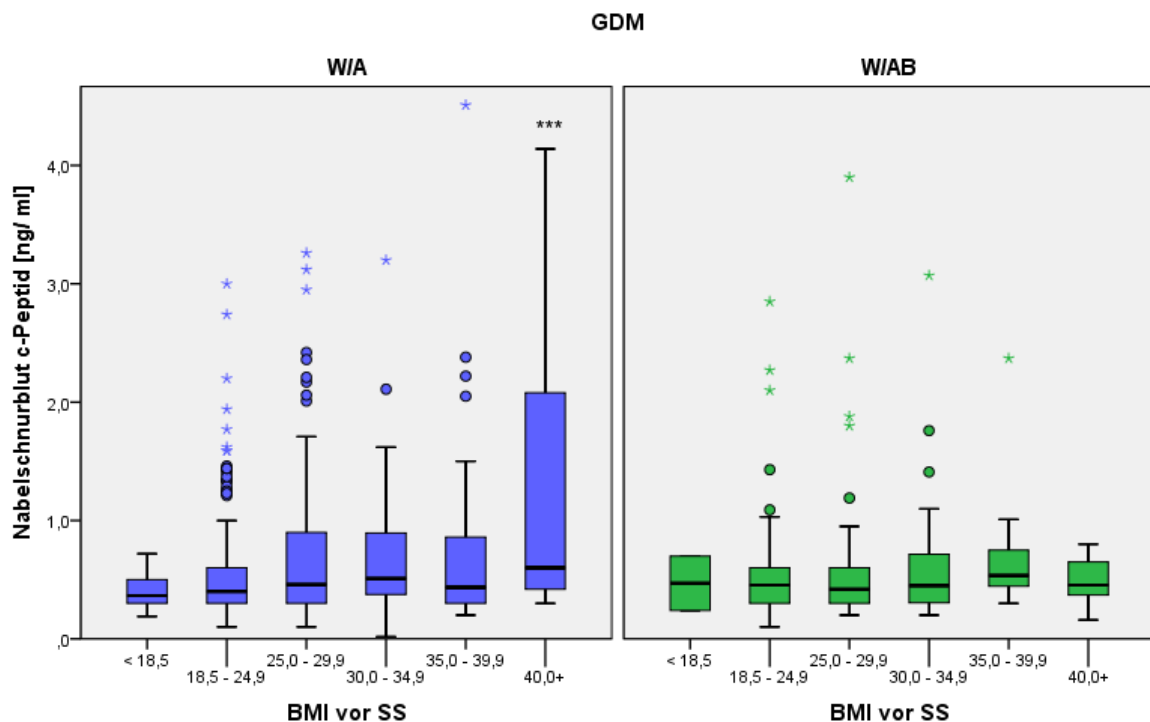 GDM
W/A
W/AB
Nabelschnurblut c-Peptid [ng/ ml]
4,0
3,0
2,0
1,0
,0
***
< 18,5
18,5 - 24,9
25,0 - 29,9
30,0 - 34,9
35,0 - 39,9
40,0+
< 18,5
18,5 - 24,9
25,0 - 29,9
30,0 - 34,9
35,0 - 39,9
40,0+
BMI vor SS
BMI vor SS